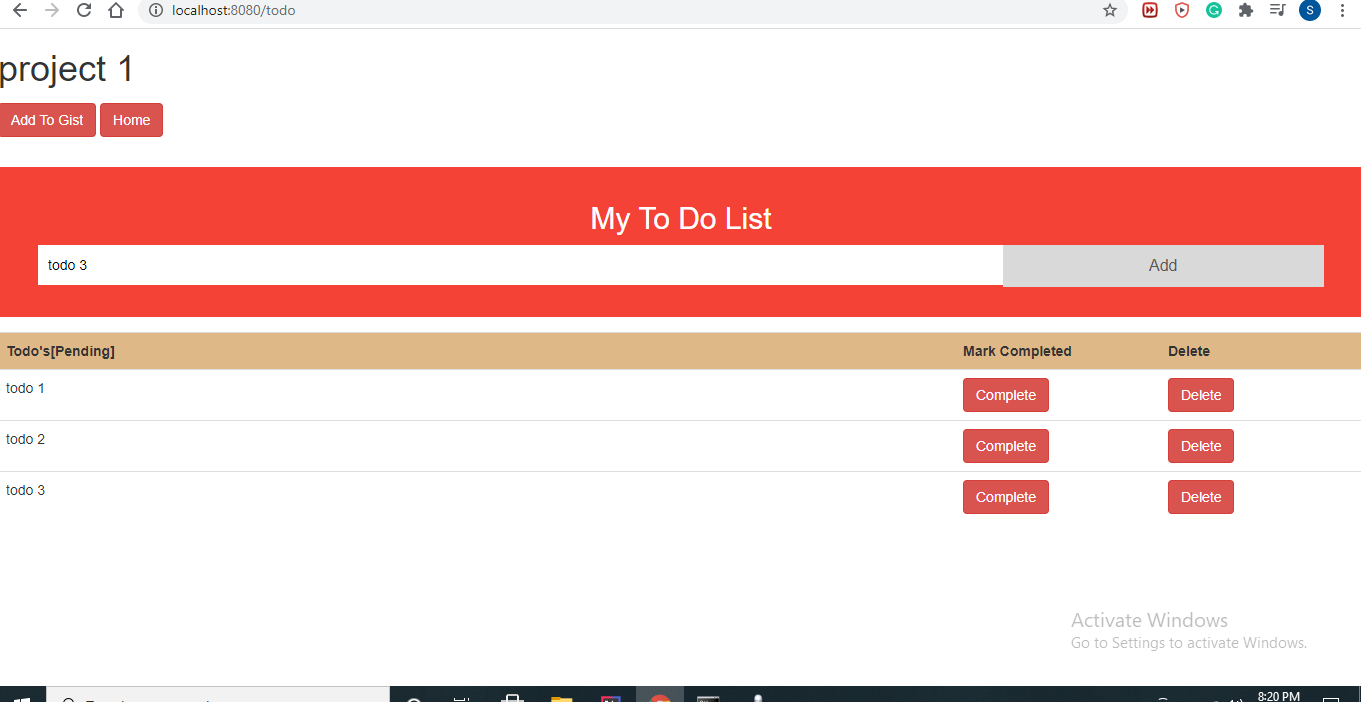 localhost:8080/todo
S
project 1
Add To Gist Home
My To Do List
todo 3 Add
Todo's[Pending] Mark Completed Delete
todo 1 Complete Delete
todo 2 Complete Delete
todo 3 Complete Delete
Activate Windows
Go to Settings to activate Windows.
8:20 PM